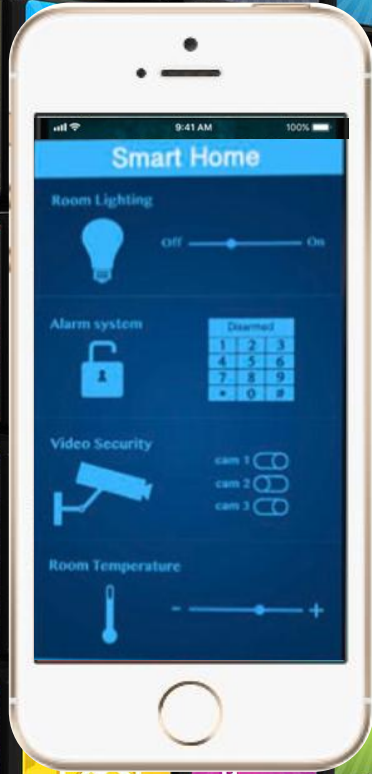 9:41 AM 100%
Smart Home
Room Lighting
Off On
Alarm system
Disarmed
1 2 3
4 5 6
7 8 9
* 0 #
Video Security
cam 1
cam 2
cam 3
Room Temperature
- +